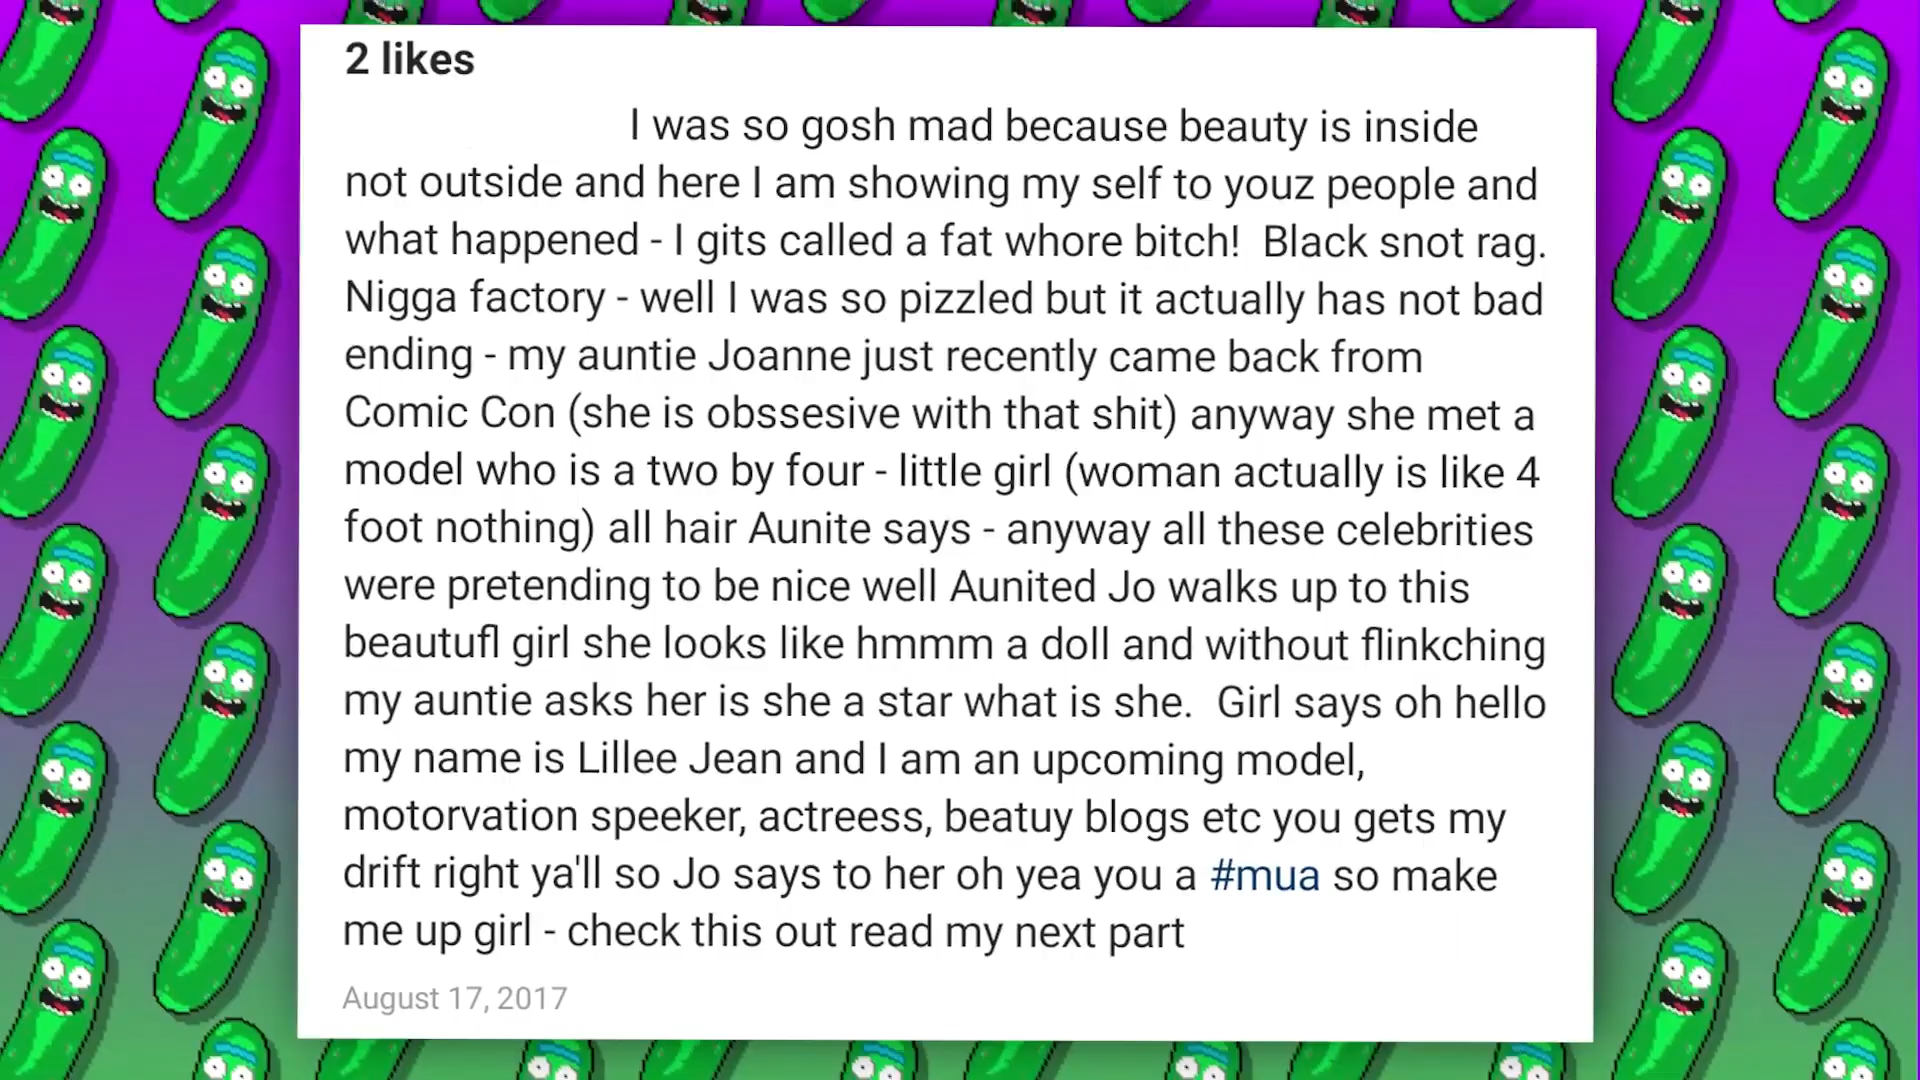 2 likes
I was so gosh mad because beauty is inside
not outside and here I am showing my self to youz people and
what happened - I gits called a fat whore bitch!  Black snot rag.
Nigga factory - well I was so pizzled but it actually has not bad
ending - my auntie Joanne just recently came back from
Comic Con (she is obssesive with that shit) anyway she met a
model who is a two by four - little girl (woman actually is like 4
foot nothing) all hair Aunite says - anyway all these celebrities
were pretending to be nice well Aunited Jo walks up to this
beautufl girl she looks like hmmm a doll and without flinkching
my auntie asks her is she a star what is she.  Girl says oh hello
my name is Lillee Jean and I am an upcoming model,
motorvation speeker, actreess, beatuy blogs etc you gets my
drift right ya'll so Jo says to her oh yea you a #mua so make
me up girl - check this out read my next part
August 17, 2017